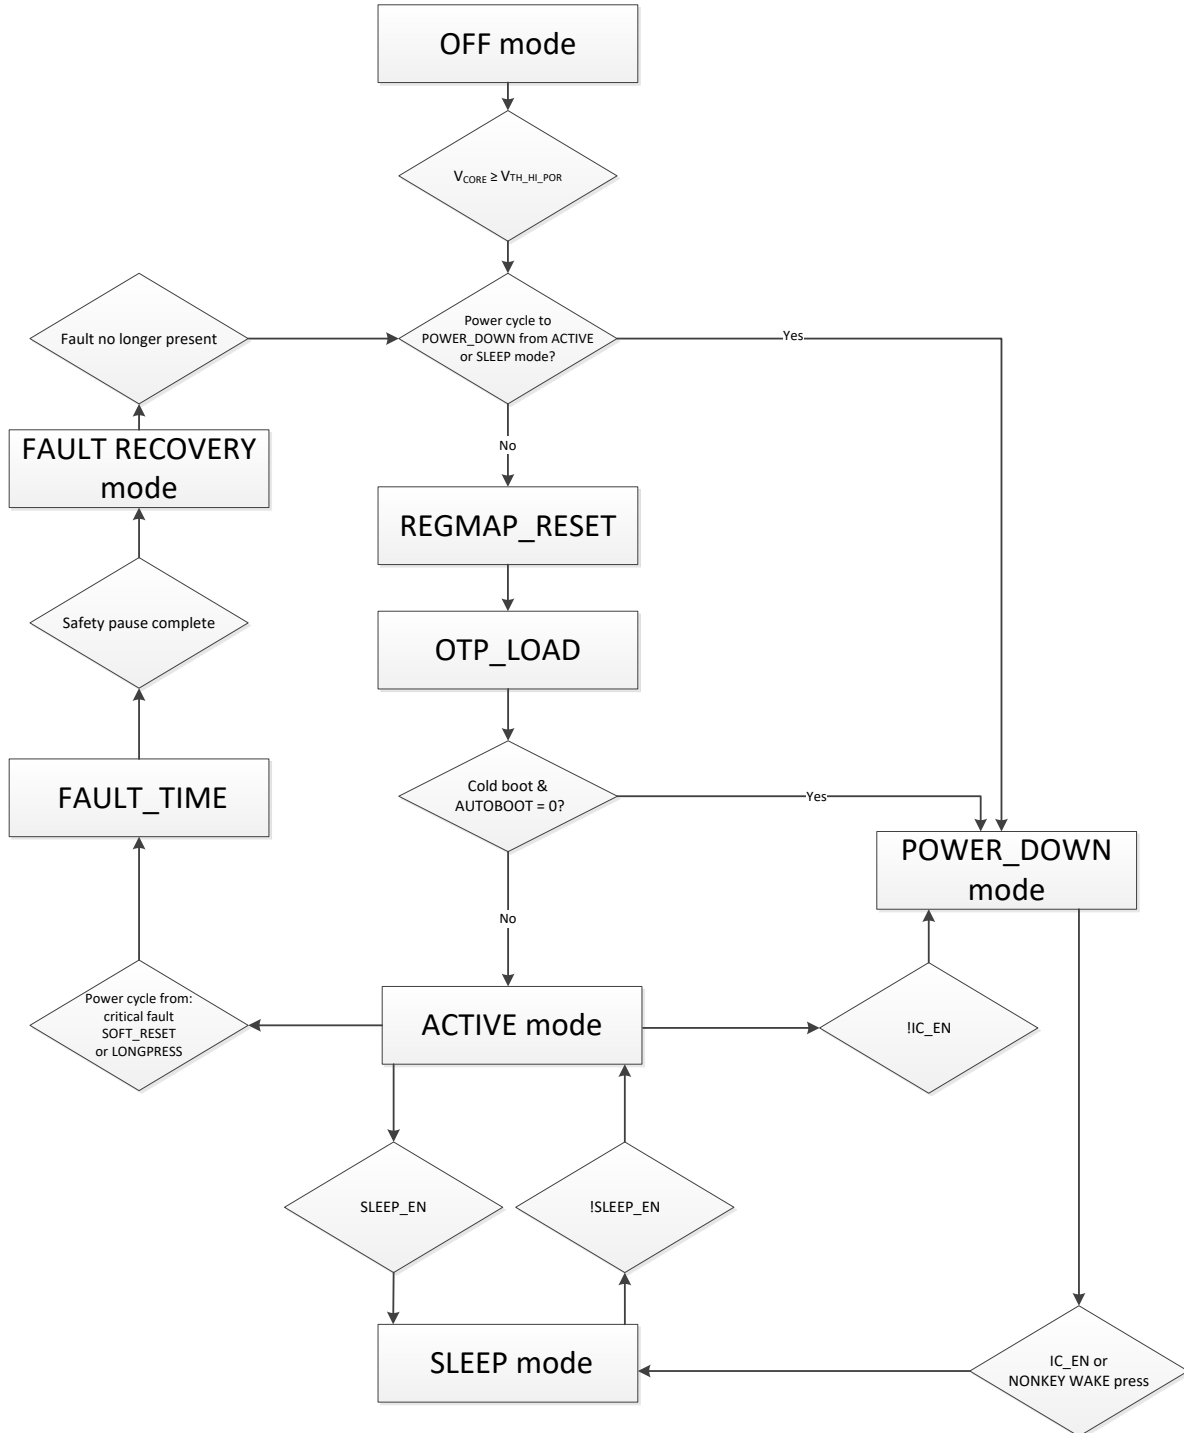 OFF mode
VCORE ≥ VTH_HI_POR
Fault no longer present
Power cycle to
POWER_DOWN from ACTIVE
or SLEEP mode?
Yes
No
FAULT RECOVERY
mode
REGMAP_RESET
Safety pause complete
OTP_LOAD
FAULT_TIME
Cold boot &
AUTOBOOT = 0?
Yes
No
POWER_DOWN
mode
Power cycle from:
critical fault
SOFT_RESET
or LONGPRESS
ACTIVE mode
!IC_EN
SLEEP_EN
!SLEEP_EN
SLEEP mode
IC_EN or
NONKEY WAKE press